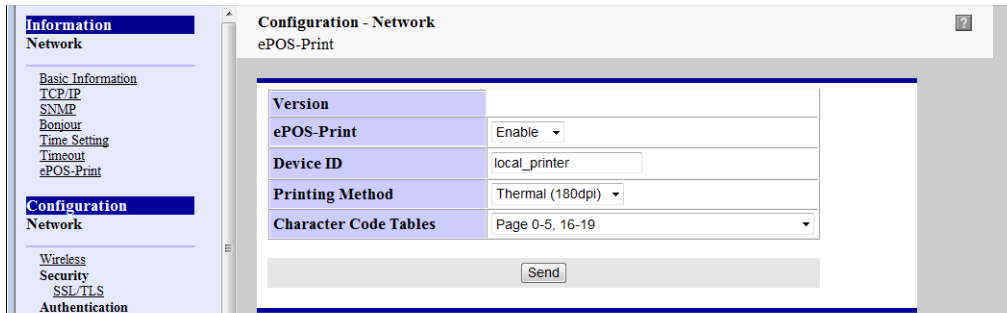 Information
Network
Basic Information
TCP/IP
SNMP
Bonjour
Time Setting
Timeout
ePOS-Print
Configuration
Network
Wireless
Security
SSL/TLS
Authentication
Configuration - Network
?
ePOS-Print
Version
ePOS-Print Enable
Device ID local_printer
Printing Method Thermal (180dpi)
Character Code Tables Page 0-5, 16-19
Send